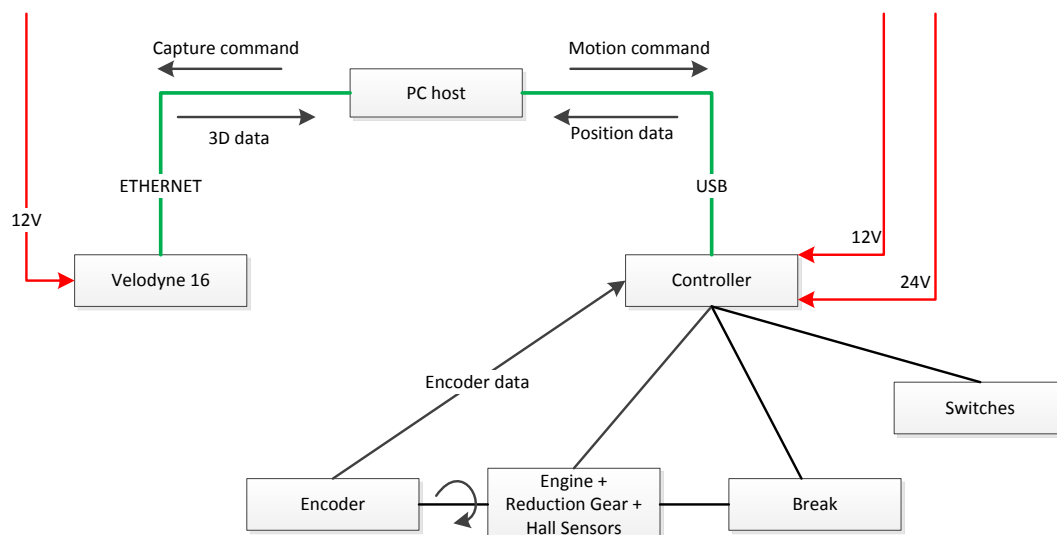 Capture command
Motion command
PC host
3D data
Position data
ETHERNET
USB
12V
12V
Velodyne 16
Controller
24V
Encoder data
Switches
Encoder
Engine +
Reduction Gear +
Hall Sensors
Break